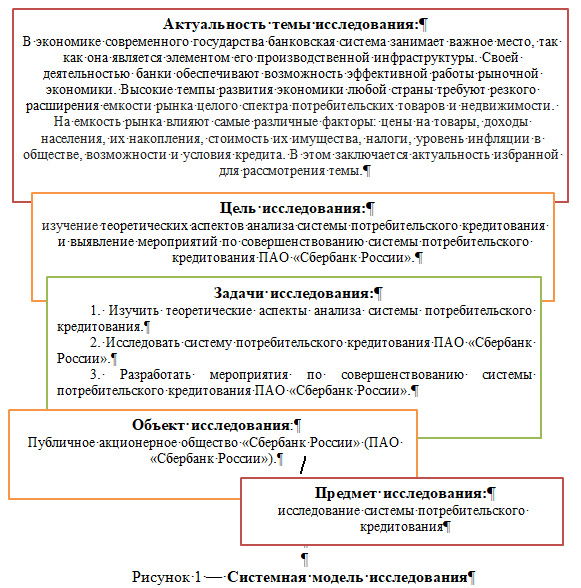 Актуальность темы исследования:¶
В экономике современного государства банковская система занимает важное место, так
как она является элементом его производственной инфраструктуры. Своей
деятельностью банки обеспечивают возможность эффективной работы рыночной
экономики. Высокие темпы развития экономики любой страны требуют резкого
расширения емкости рынка целого спектра потребительских товаров и недвижимости.
На емкость рынка влияют самые различные факторы: цены на товары, доходы
населения, их накопления, стоимость их имущества, налоги, уровень инфляции в
обществе, возможности и условия кредита. В этом заключается актуальность избранной
для рассмотрения темы.¶
Цель исследования:¶
изучение теоретических аспектов анализа системы потребительского кредитования
и выявление мероприятий по совершенствованию системы потребительского
кредитования ПАО «Сбербанк России».¶
Задачи исследования:¶
1. Изучить теоретические аспекты анализа системы потребительского
кредитования.¶
2. Исследовать систему потребительского кредитования ПАО «Сбербанк
России».¶
3. Разработать мероприятия по совершенствованию системы
потребительского кредитования ПАО «Сбербанк России».¶
Объект исследования:¶
Публичное акционерное общество «Сбербанк России» (ПАО
«Сбербанк России»).¶
Предмет исследования:¶
исследование системы потребительского
кредитования¶
¶
Рисунок 1 — Системная модель исследования¶